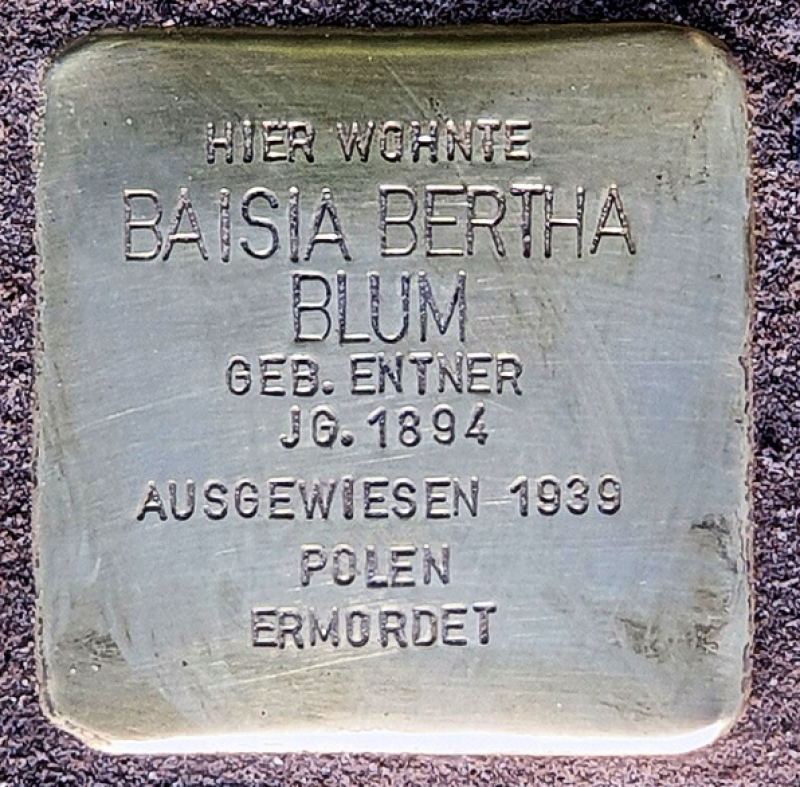 HIER WOHNTE
BAISIA BERTHA
BLUM
GEB. ENTNER
JG. 1894
AUSGEWIESEN 1939
POLEN
ERMORDET